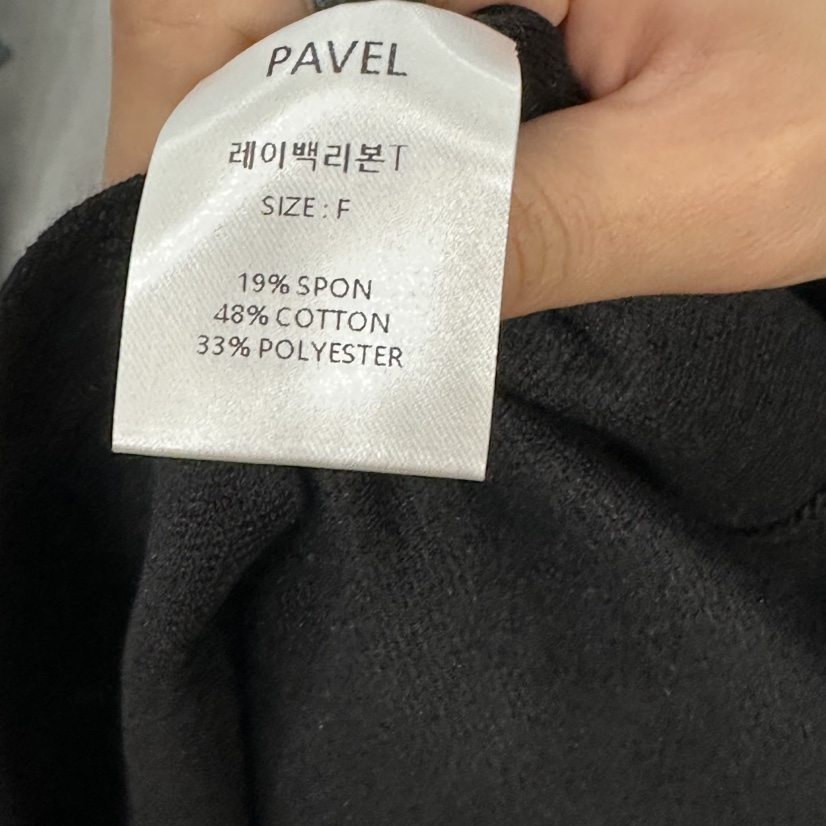 PAVEL
레이백리본T
SIZE : F
19% SPON
48% COTTON
33% POLYESTER